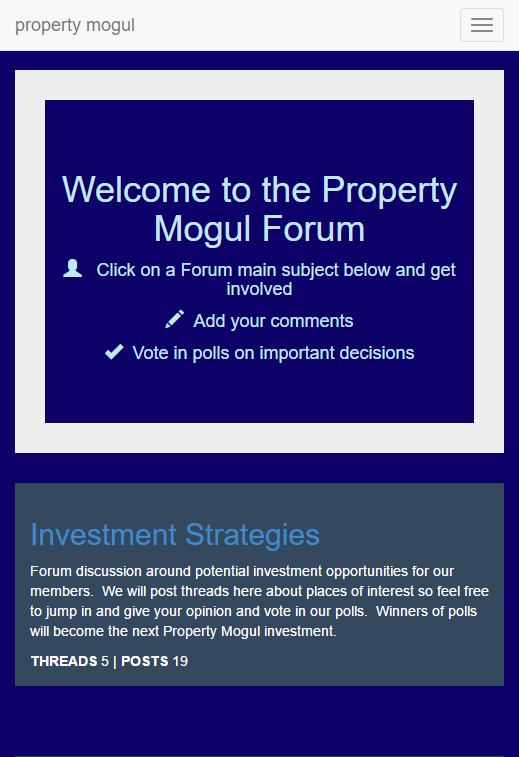 property mogul
Welcome to the Property
Mogul Forum
Click on a Forum main subject below and get
involved
Add your comments
Vote in polls on important decisions
Investment Strategies
Forum discussion around potential investment opportunities for our
members.  We will post threads here about places of interest so feel free
to jump in and give your opinion and vote in our polls.  Winners of polls
will become the next Property Mogul investment.
THREADS 5 | POSTS 19